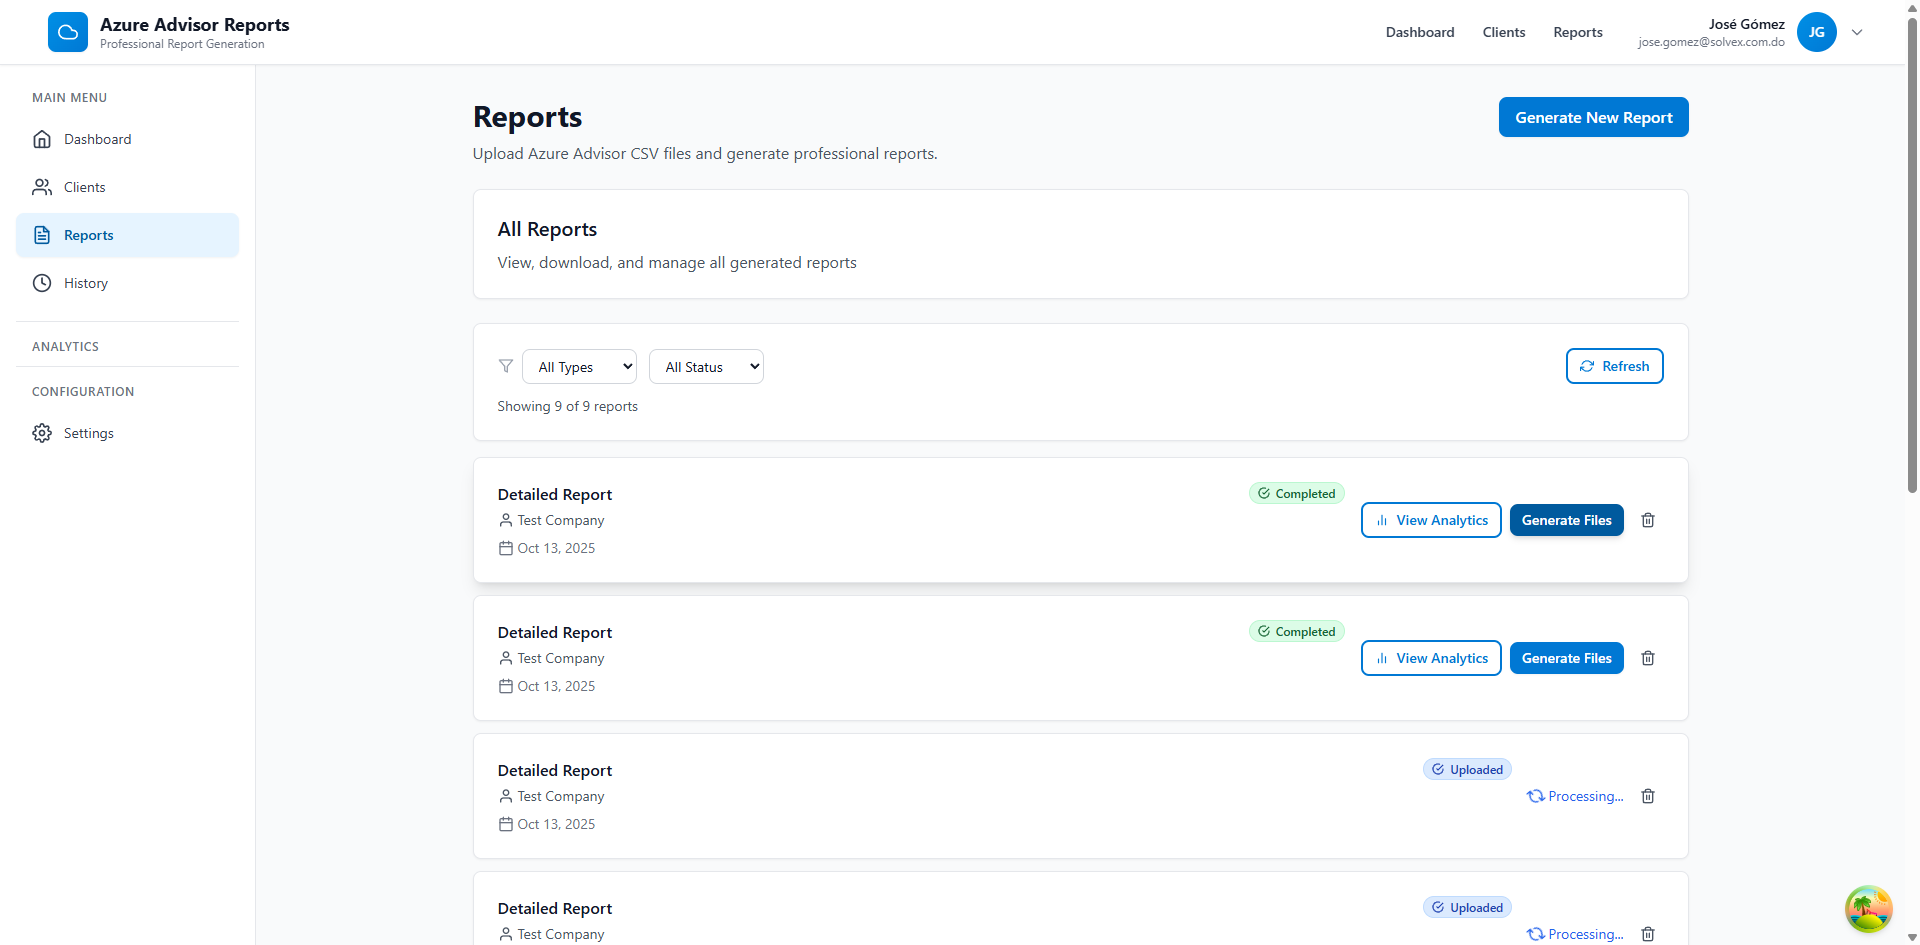 Azure Advisor Reports
Professional Report Generation
Dashboard
Clients
Reports
José Gómez
jose.gomez@solvex.com.do
JG
MAIN MENU
Dashboard
Clients
Reports
History
ANALYTICS
CONFIGURATION
Settings
Reports
Upload Azure Advisor CSV files and generate professional reports.
Generate New Report
All Reports
View, download, and manage all generated reports
All Types
All Status
Refresh
Showing 9 of 9 reports
Detailed Report
Test Company
Oct 13, 2025
Completed
View Analytics
Generate Files
Detailed Report
Test Company
Oct 13, 2025
Completed
View Analytics
Generate Files
Detailed Report
Test Company
Oct 13, 2025
Uploaded
Processing...
Detailed Report
Test Company
Uploaded
Processing...